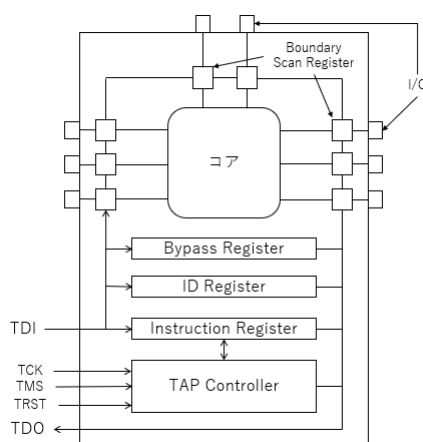 Boundary
Scan Register
I/O
コア
Bypass Register
ID Register
TDI
Instruction Register
TCK
TMS
TRST
TAP Controller
TDO